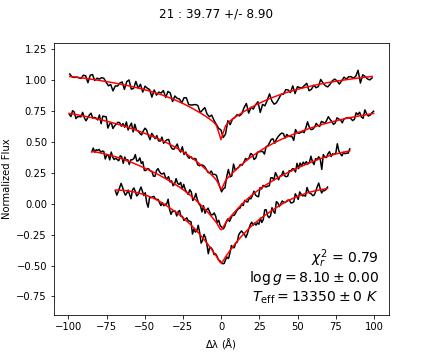 21 : 39.77 +/- 8.90
1.25
1.00
0.75
0.50
0.25
0.00
−0.25
−0.50
−0.75
Normalized Flux
χ²ᵣ = 0.79
log g = 8.10 ± 0.00
T_eff = 13350 ± 0 K
−100 −75 −50 −25 0 25 50 75 100
Δλ (Å)